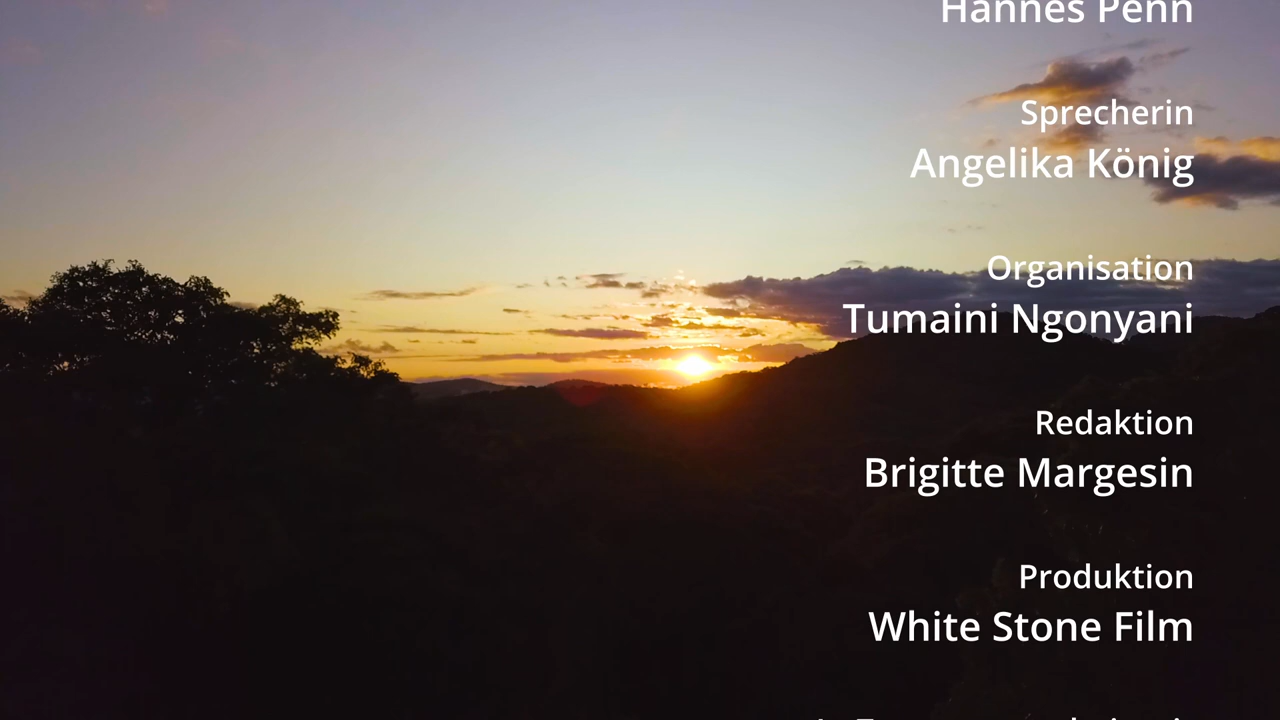 Hannes Penn
Sprecherin
Angelika König
Organisation
Tumaini Ngonyani
Redaktion
Brigitte Margesin
Produktion
White Stone Film